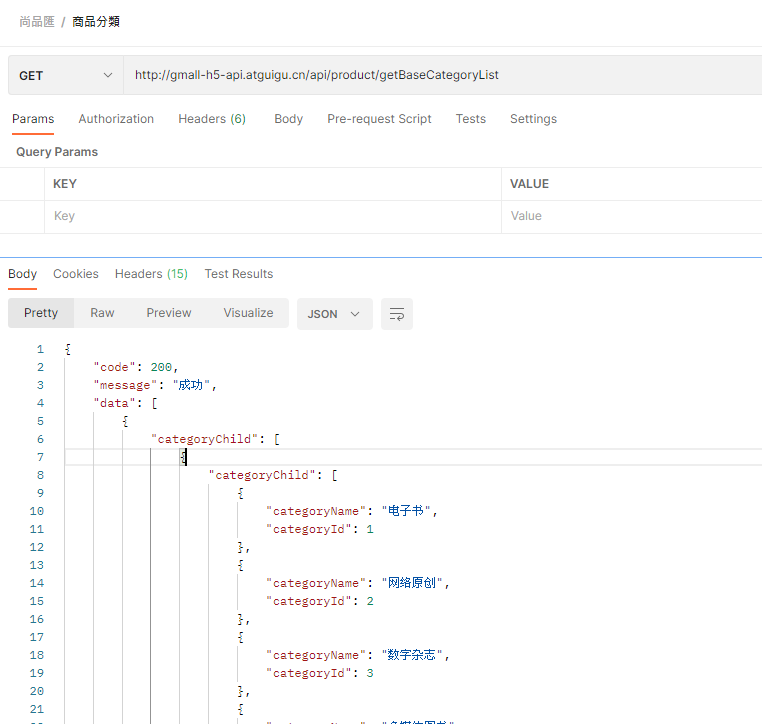 尚品匯 / 商品分類
GET http://gmall-h5-api.atguigu.cn/api/product/getBaseCategoryList
Params Authorization Headers (6) Body Pre-request Script Tests Settings
Query Params
KEY VALUE
Key Value
Body Cookies Headers (15) Test Results
Pretty Raw Preview Visualize JSON
1 {
2 "code": 200,
3 "message": "成功",
4 "data": [
5 {
6 "categoryChild": [
7 {
8 "categoryChild": [
9 {
10 "categoryName": "电子书",
11 "categoryId": 1
12 },
13 {
14 "categoryName": "网络原创",
15 "categoryId": 2
16 },
17 {
18 "categoryName": "数字杂志",
19 "categoryId": 3
20 },
21 {